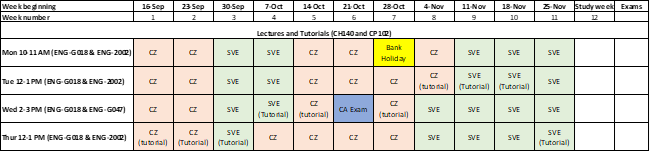 Week beginning 16-Sep 23-Sep 30-Sep 7-Oct 14-Oct 21-Oct 28-Oct 4-Nov 11-Nov 18-Nov 25-Nov Study week Exams
Week number 1 2 3 4 5 6 7 8 9 10 11 12
Lectures and Tutorials (CH140 and CP102)
Mon 10-11 AM (ENG-G018 & ENG-2002) CZ CZ SVE SVE CZ CZ Bank Holiday CZ SVE SVE SVE
Tue 12-1 PM (ENG-G018 & ENG-2002) CZ CZ SVE SVE CZ CZ CZ CZ (tutorial) SVE (Tutorial) SVE (Tutorial) SVE
Wed 2-3 PM (ENG-G018 & ENG-G047) CZ CZ SVE SVE (Tutorial) CZ (tutorial) CA Exam CZ (tutorial) SVE SVE SVE SVE
Thur 12-1 PM (ENG-G018 & ENG-2002) CZ (tutorial) CZ (Tutorial) SVE (Tutorial) CZ CZ CZ CZ SVE SVE SVE SVE (Tutorial)